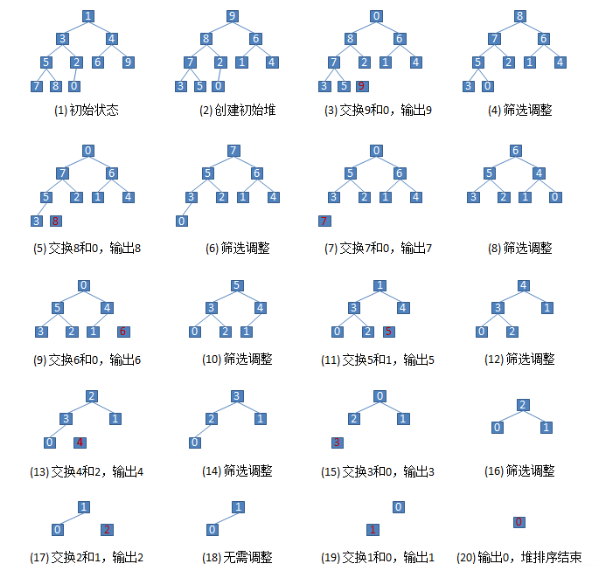 1
3 4
5 2 6 9
7 8 0
(1) 初始状态
9
8 6
7 2 1 4
3 5 0
(2) 创建初始堆
0
8 6
7 2 1 4
3 5 9
(3) 交换9和0，输出9
8
7 6
5 2 1 4
3 0
(4) 筛选调整
0
7 6
5 2 1 4
3 8
(5) 交换8和0，输出8
7
5 6
3 2 1 4
0
(6) 筛选调整
0
5 6
3 2 1 4
7
(7) 交换7和0，输出7
6
5 4
3 2 1 0
(8) 筛选调整
0
5 4
3 2 1 6
(9) 交换6和0，输出6
5
3 4
0 2 1
(10) 筛选调整
1
3 4
0 2 5
(11) 交换5和1，输出5
4
3 1
0 2
(12) 筛选调整
2
3 1
0 4
(13) 交换4和2，输出4
3
2 1
0
(14) 筛选调整
0
2 1
3
(15) 交换3和0，输出3
2
0 1
(16) 筛选调整
1
0 2
(17) 交换2和1，输出2
1
0
(18) 无需调整
0
1
(19) 交换1和0，输出1
0
(20) 输出0，堆排序结束